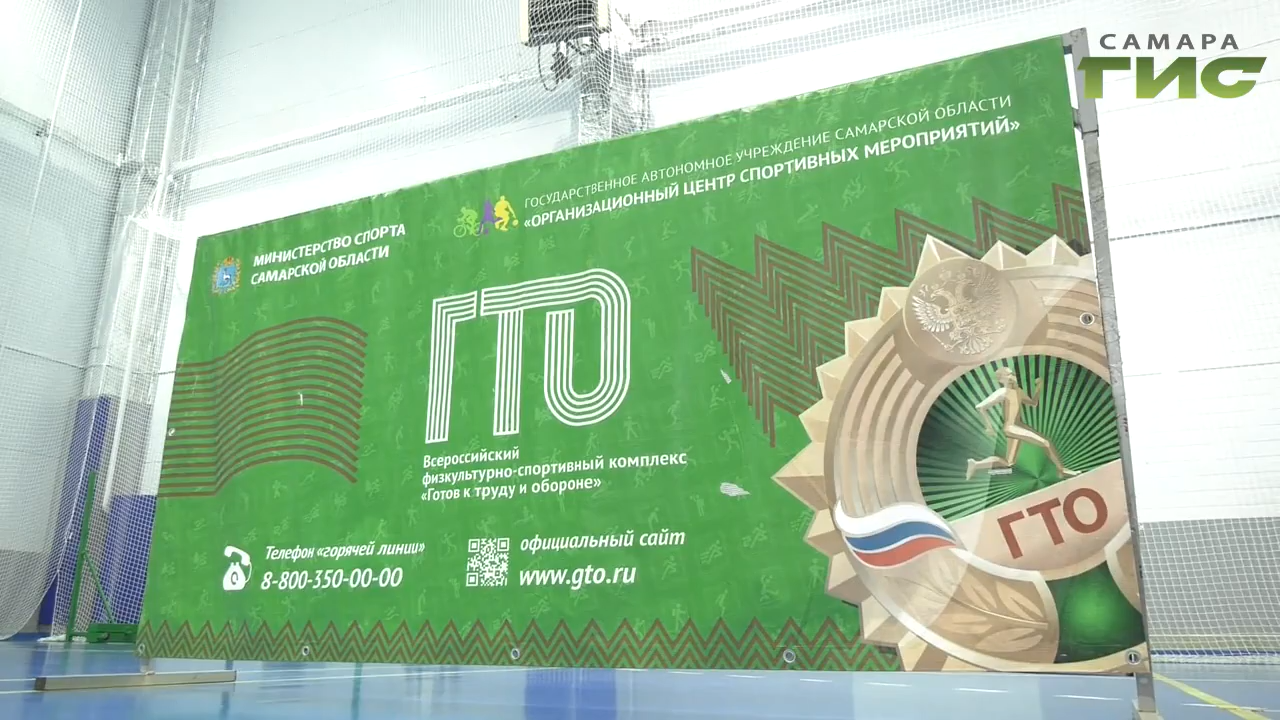 САМАРА
ГИС
ГОСУДАРСТВЕННОЕ АВТОНОМНОЕ УЧРЕЖДЕНИЕ САМАРСКОЙ ОБЛАСТИ
«ОРГАНИЗАЦИОННЫЙ ЦЕНТР СПОРТИВНЫХ МЕРОПРИЯТИЙ»
МИНИСТЕРСТВО СПОРТА
САМАРСКОЙ ОБЛАСТИ
ГТО
Всероссийский
физкультурно-спортивный комплекс
«Готов к труду и обороне»
ГТО
Телефон «горячей линии»
8-800-350-00-00
официальный сайт
www.gto.ru